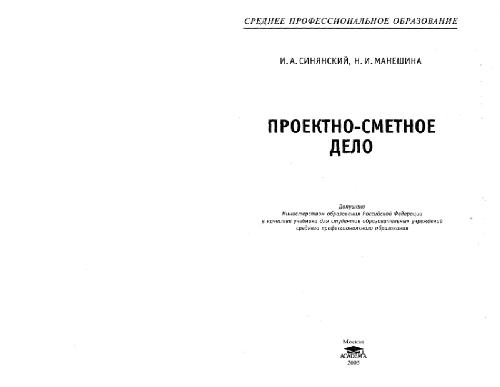 СРЕДНЕЕ ПРОФЕССИОНАЛЬНОЕ ОБРАЗОВАНИЕ
И. А. СИНЯНСКИЙ, Н. И. МАНЕШИНА
ПРОЕКТНО-СМЕТНОЕ
ДЕЛО
Допущено
Министерством образования Российской Федерации
в качестве учебника для студентов образовательных учреждений
среднего профессионального образования
Москва
ACADEMA
2005